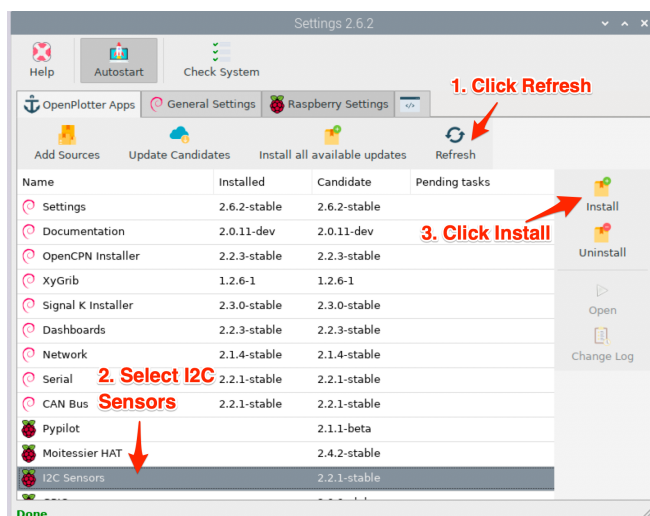 Settings 2.6.2
Help Autostart Check System
1. Click Refresh
OpenPlotter Apps General Settings Raspberry Settings </>
Add Sources Update Candidates Install all available updates Refresh
Name Installed Candidate Pending tasks
Settings 2.6.2-stable 2.6.2-stable
Install
Documentation 2.0.11-dev 2.0.11-dev
3. Click Install
OpenCPN Installer 2.2.3-stable 2.2.3-stable
Uninstall
XyGrib 1.2.6-1 1.2.6-1
Signal K Installer 2.3.0-stable 2.3.0-stable
Open
Dashboards 2.2.3-stable 2.2.3-stable
Network 2.1.4-stable 2.1.4-stable
Change Log
2. Select I2C
Sensors
Serial 2.2.1-stable 2.2.1-stable
CAN Bus 2.2.1-stable 2.2.1-stable
Pypilot 2.1.1-beta
Moitessier HAT 2.4.2-stable
I2C Sensors 2.2.1-stable
Done